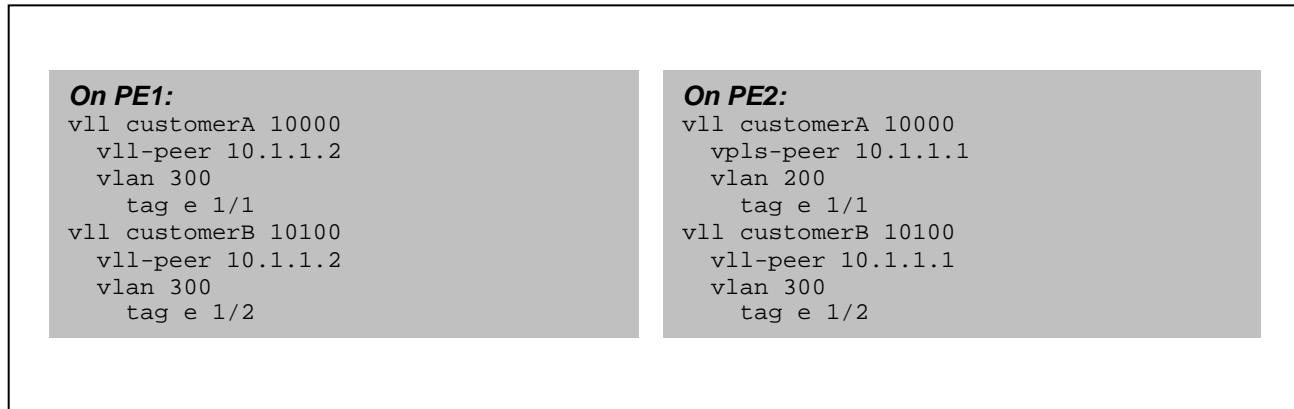 On PE1:
vll customerA 10000
vll-peer 10.1.1.2
vlan 300
tag e 1/1
vll customerB 10100
vll-peer 10.1.1.2
vlan 300
tag e 1/2
On PE2:
vll customerA 10000
vpls-peer 10.1.1.1
vlan 200
tag e 1/1
vll customerB 10100
vll-peer 10.1.1.1
vlan 300
tag e 1/2